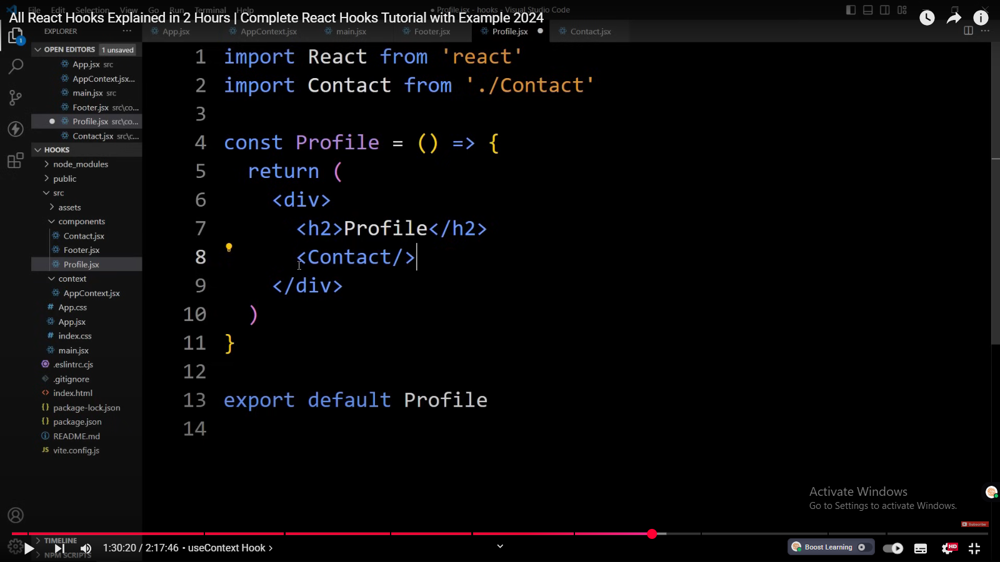 File Edit Selection View Go Run Terminal Help
Profile.jsx - hooks - Visual Studio Code
All React Hooks Explained in 2 Hours | Complete React Hooks Tutorial with Example 2024
EXPLORER
App.jsx AppContext.jsx main.jsx Footer.jsx Profile.jsx Contact.jsx
1
OPEN EDITORS 1 unsaved
App.jsx src
AppContext.jsx...
main.jsx src
Footer.jsx src\co...
Profile.jsx src\co...
Contact.jsx src\c...
HOOKS
node_modules
public
src
assets
components
Contact.jsx
Footer.jsx
Profile.jsx
context
AppContext.jsx
App.css
App.jsx
index.css
main.jsx
.eslintrc.cjs
.gitignore
index.html
package-lock.json
package.json
README.md
JS vite.config.js
TIMELINE
NPM SCRIPTS
1 import React from 'react'
2 import Contact from './Contact'
3
4 const Profile = () => {
5 return (
6 <div>
7 <h2>Profile</h2>
8 <Contact/>
9 </div>
10 )
11 }
12
13 export default Profile
14
Activate Windows
Go to Settings to activate Windows.
Subscribe
1:30:20 / 2:17:46 • useContext Hook >
Boost Learning
HD